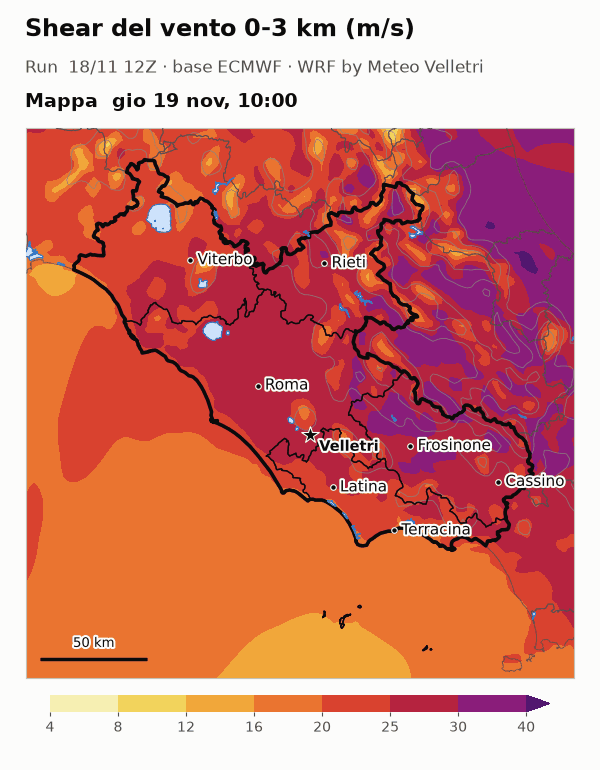 Shear del vento 0-3 km (m/s)
Run  18/11 12Z · base ECMWF · WRF by Meteo Velletri
Mappa  gio 19 nov, 10:00
Viterbo
Rieti
Roma
Velletri
Frosinone
Cassino
Latina
Terracina
50 km
4 8 12 16 20 25 30 40